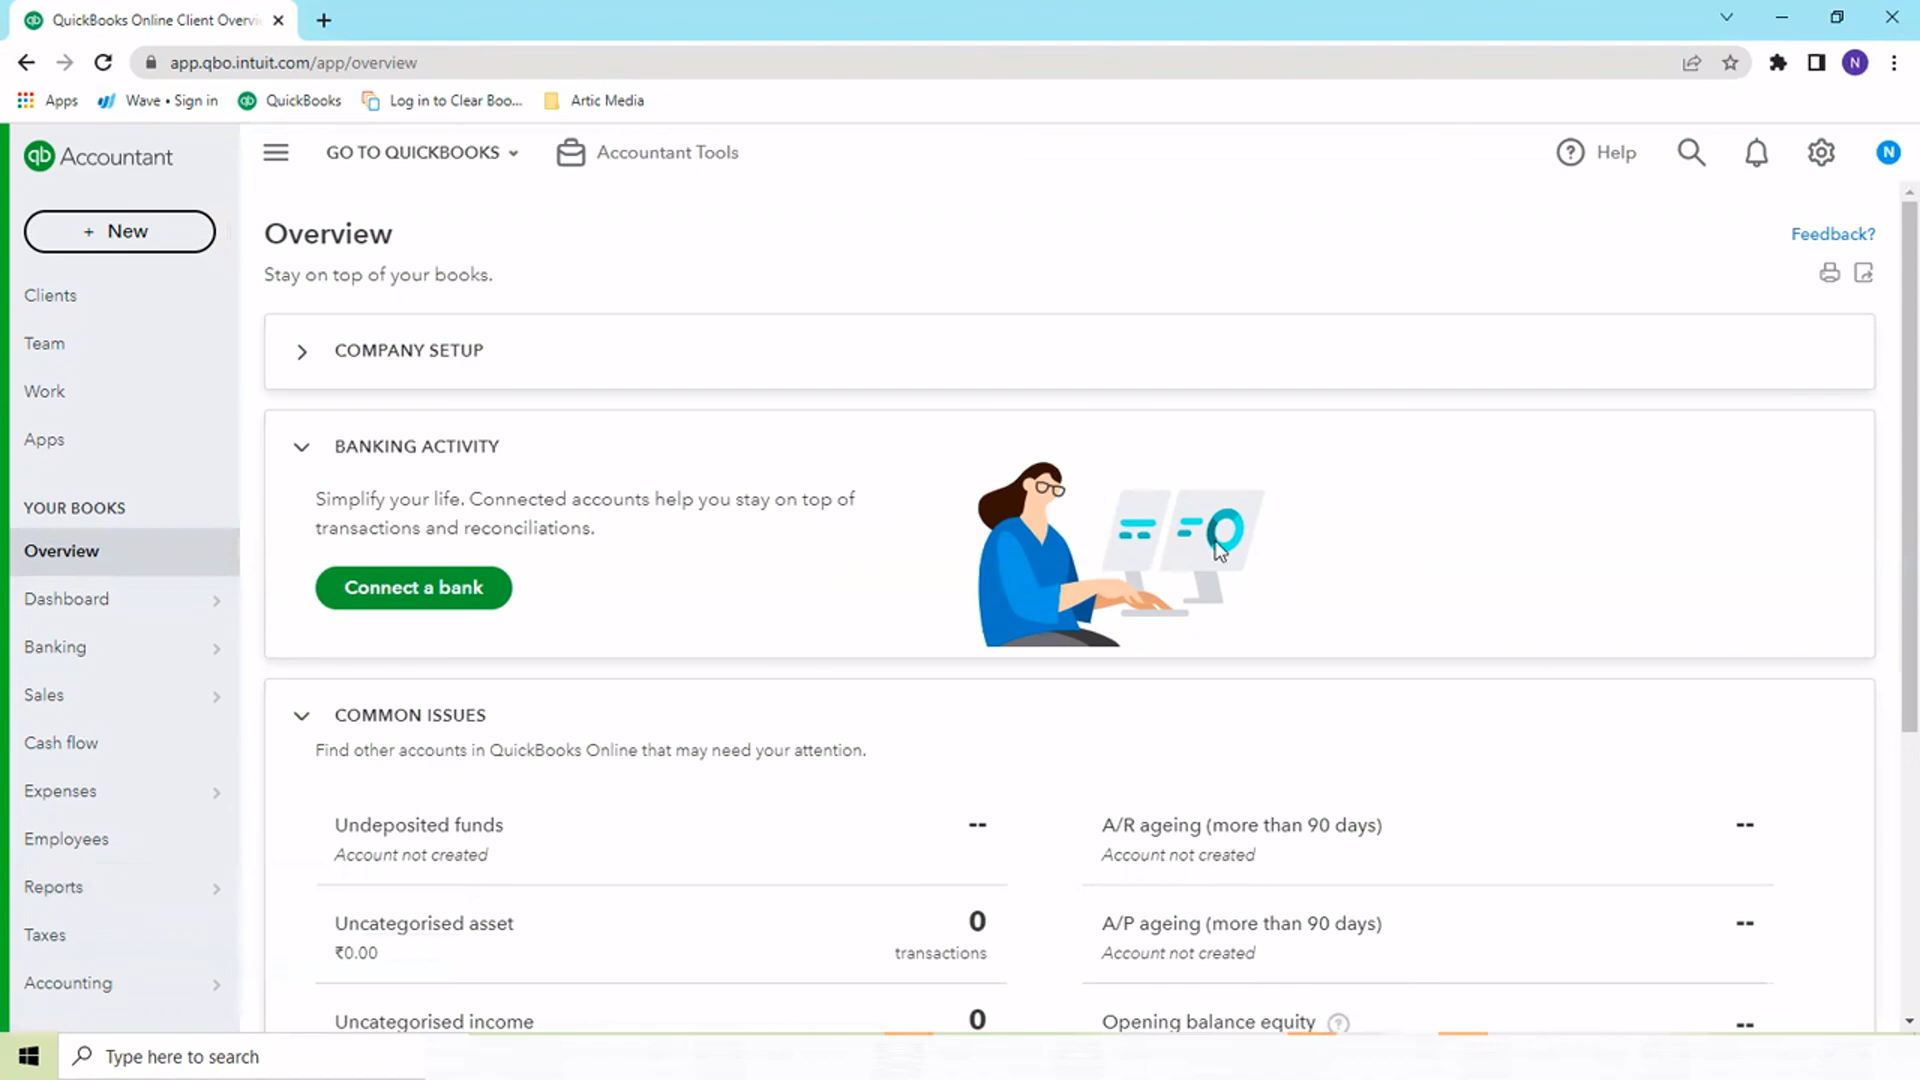 QuickBooks Online Client Overvi
app.qbo.intuit.com/app/overview
N
Apps
Wave • Sign in
QuickBooks
Log in to Clear Boo...
Artic Media
qb Accountant
GO TO QUICKBOOKS
Accountant Tools
Help
N
+ New
Clients
Team
Work
Apps
YOUR BOOKS
Overview
Dashboard
Banking
Sales
Cash flow
Expenses
Employees
Reports
Taxes
Accounting
Overview
Feedback?
Stay on top of your books.
COMPANY SETUP
BANKING ACTIVITY
Simplify your life. Connected accounts help you stay on top of
transactions and reconciliations.
Connect a bank
COMMON ISSUES
Find other accounts in QuickBooks Online that may need your attention.
Undeposited funds --
Account not created
A/R ageing (more than 90 days) --
Account not created
Uncategorised asset 0
₹0.00 transactions
A/P ageing (more than 90 days) --
Account not created
Uncategorised income 0
Opening balance equity ? --
Type here to search